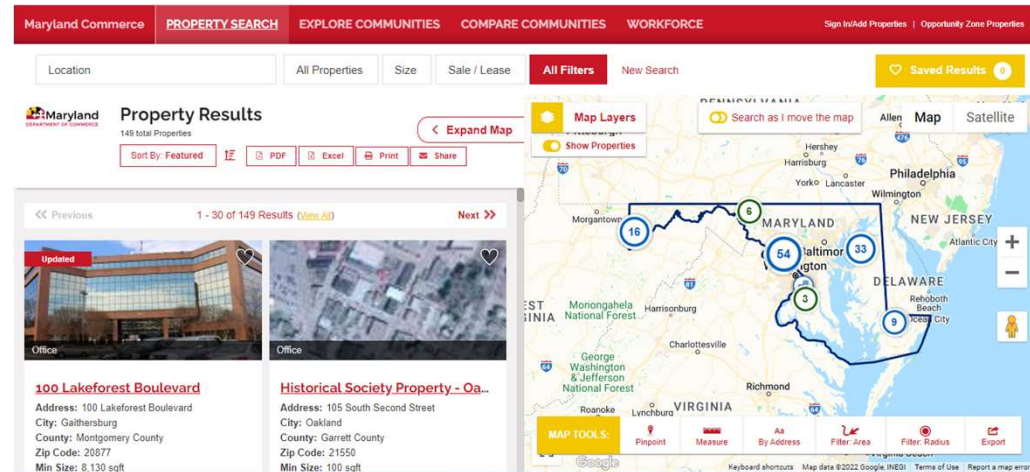 Maryland Commerce PROPERTY SEARCH EXPLORE COMMUNITIES COMPARE COMMUNITIES WORKFORCE Sign In/Add Properties | Opportunity Zone Properties
Location All Properties Size Sale / Lease All Filters New Search Saved Results 0
Maryland
DEPARTMENT OF COMMERCE
Property Results
149 total Properties
Expand Map
Sort By: Featured PDF Excel Print Share
Previous 1 - 30 of 149 Results (View All) Next
Updated
Office
100 Lakeforest Boulevard
Address: 100 Lakeforest Boulevard
City: Gaithersburg
County: Montgomery County
Zip Code: 20877
Min Size: 8,130 sqft
Office
Historical Society Property - Oa...
Address: 105 South Second Street
City: Oakland
County: Garrett County
Zip Code: 21550
Min Size: 100 sqft
Map Layers
Show Properties
Search as I move the map
Map Satellite
Hershey
Harrisburg
York Lancaster
Philadelphia
Wilmington
Morgantown
MARYLAND
NEW JERSEY
Atlantic City
16
6
54
33
3
9
DELAWARE
Rehoboth
Beach
Ocean City
Monongahela
National Forest
Harrisonburg
Charlottesville
George
Washington
& Jefferson
National Forest
Richmond
Roanoke
Lynchburg
VIRGINIA
MAP TOOLS: Pinpoint Measure By Address Filter: Area Filter: Radius Export
Google
Keyboard shortcuts Map data ©2022 Google, INEGI Terms of Use Report a map error